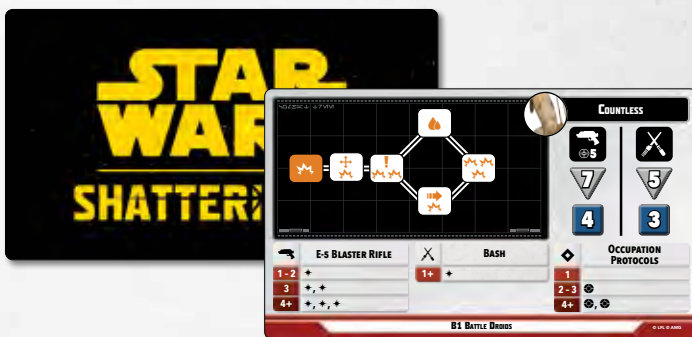 STAR
WAR
SHATTER
COUNTLESS
5
7
5
4
3
E-5 BLASTER RIFLE
BASH
OCCUPATION
PROTOCOLS
1 - 2
1+
1
3
2 - 3
4+
4+
B1 BATTLE DROIDS
© LFL © AMG